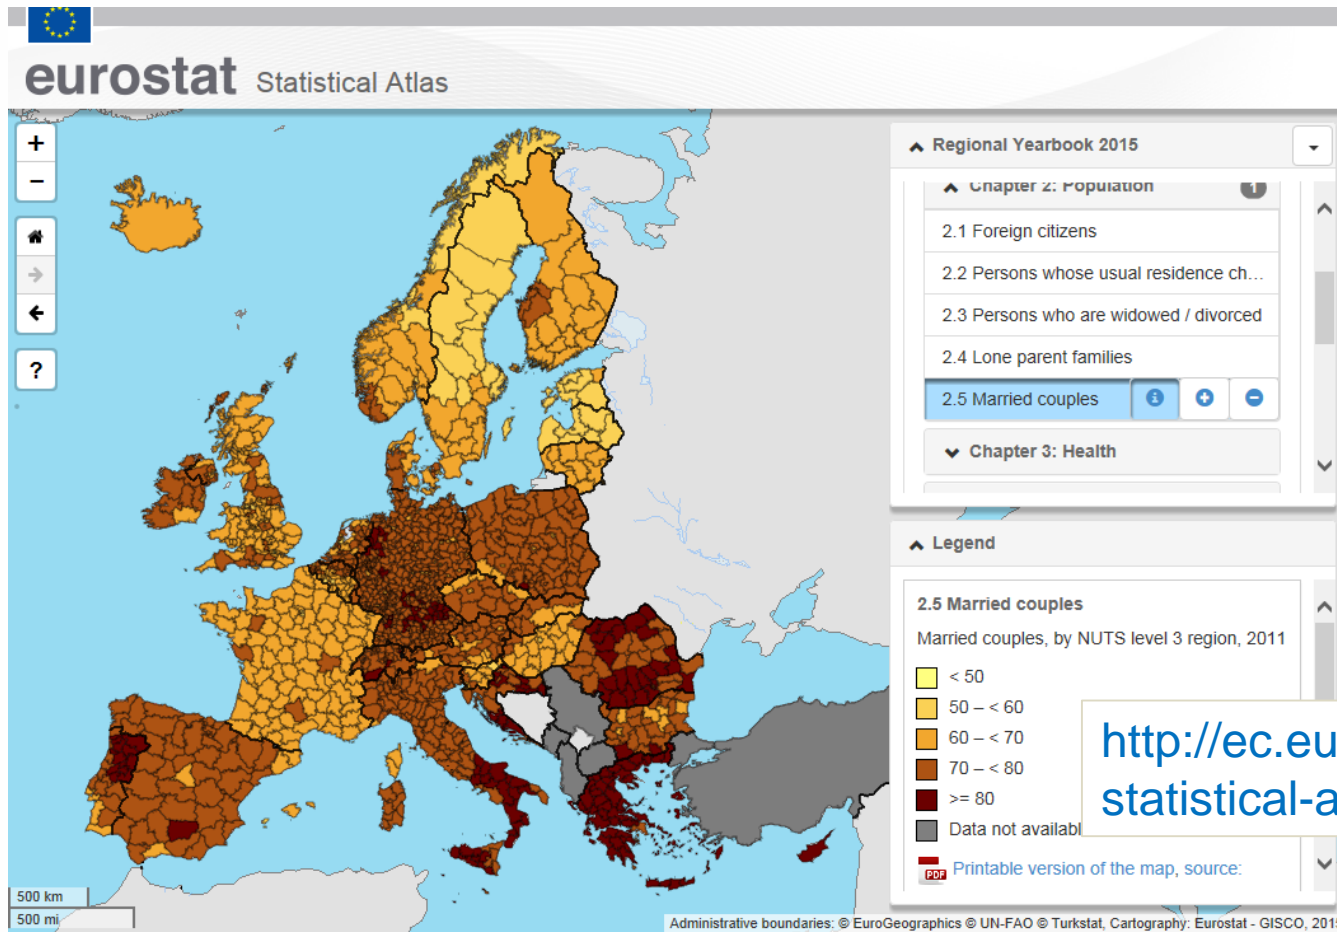 eurostat Statistical Atlas
+
−
?
Regional Yearbook 2015
Chapter 2: Population 1
2.1 Foreign citizens
2.2 Persons whose usual residence ch...
2.3 Persons who are widowed / divorced
2.4 Lone parent families
2.5 Married couples
Chapter 3: Health
Legend
2.5 Married couples
Married couples, by NUTS level 3 region, 2011
< 50
50 – < 60
60 – < 70
70 – < 80
>= 80
Data not availabl
http://ec.eu
statistical-a
PDF Printable version of the map, source:
500 km
500 mi
Administrative boundaries: © EuroGeographics © UN-FAO © Turkstat, Cartography: Eurostat - GISCO, 201